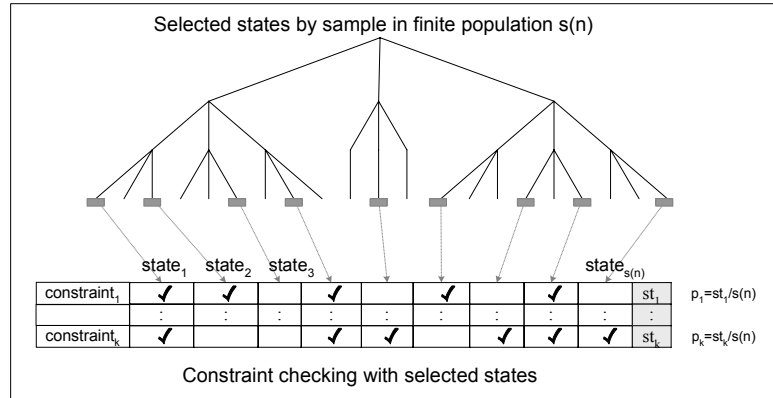 Selected states by sample in finite population s(n)
state₁ state₂ state₃ stateₛ₍ₙ₎
constraint₁ ✓ ✓ ✓ ✓ ✓ st₁ p₁=st₁/s(n)
: : : : : : : : : :
constraintₖ ✓ ✓ ✓ ✓ ✓ ✓ stₖ pₖ=stₖ/s(n)
Constraint checking with selected states